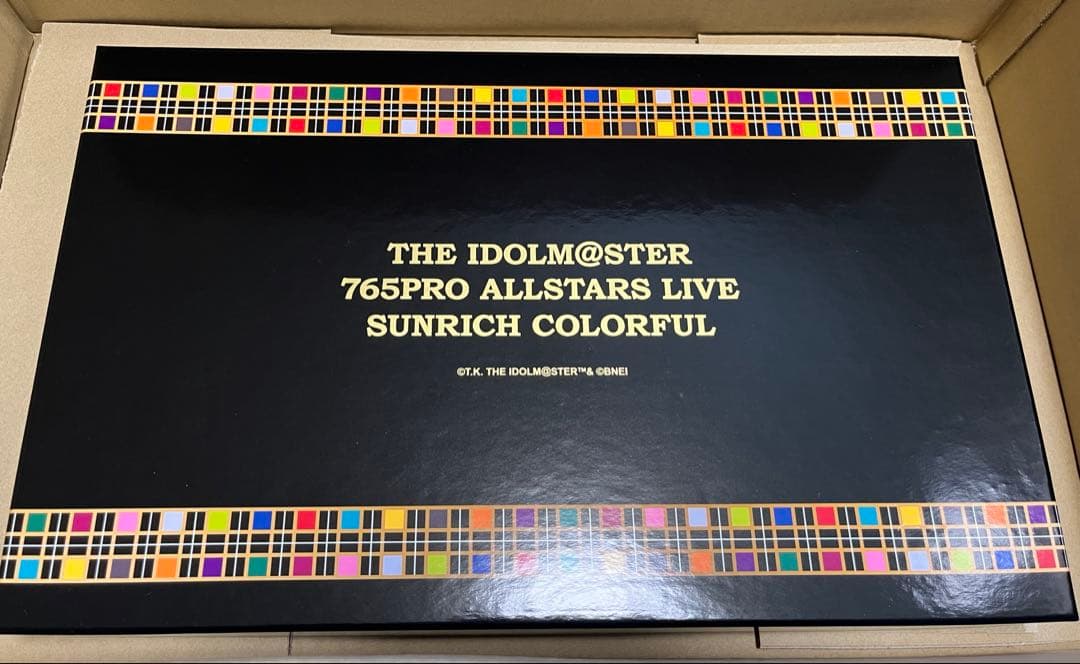 THE IDOLM@STER
765PRO ALLSTARS LIVE
SUNRICH COLORFUL
©T.K. THE IDOLM@STER™& ©BNEI